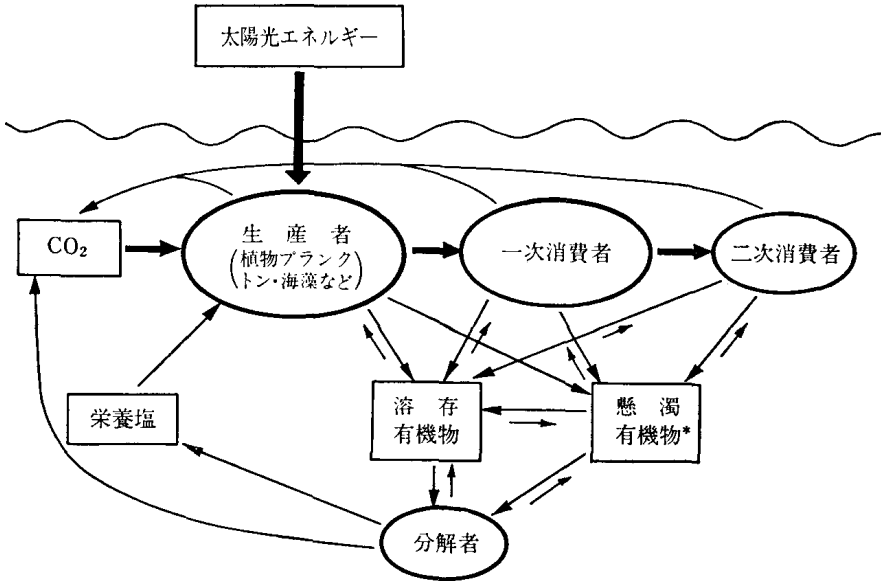 太陽光エネルギー
CO₂
生産者
(植物プランク
トン・海藻など)
一次消費者
二次消費者
栄養塩
溶存
有機物
懸濁
有機物*
分解者